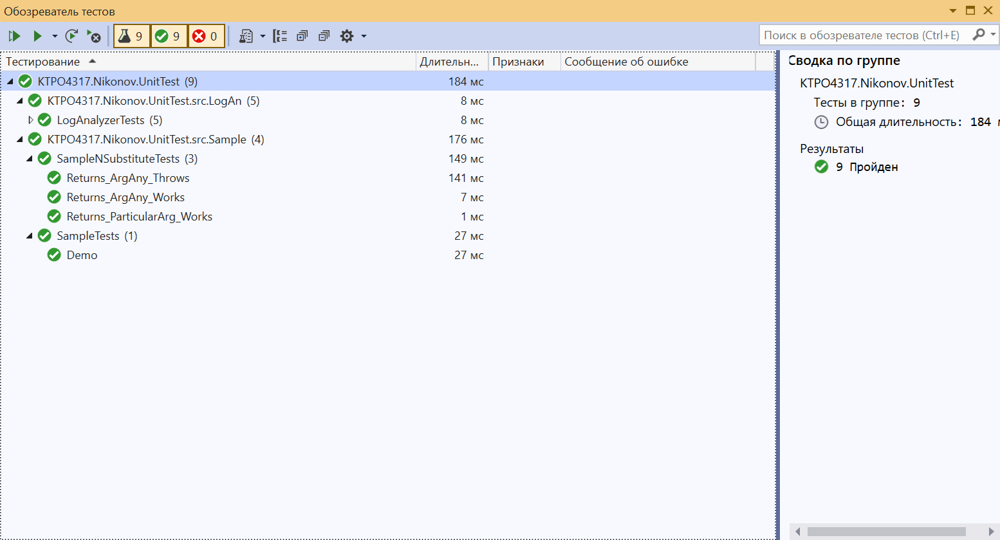 Обозреватель тестов
9 9 0
Поиск в обозревателе тестов (Ctrl+E)
Тестирование Длительн... Признаки Сообщение об ошибке
KTPO4317.Nikonov.UnitTest (9) 184 мс
KTPO4317.Nikonov.UnitTest.src.LogAn (5) 8 мс
LogAnalyzerTests (5) 8 мс
KTPO4317.Nikonov.UnitTest.src.Sample (4) 176 мс
SampleNSubstituteTests (3) 149 мс
Returns_ArgAny_Throws 141 мс
Returns_ArgAny_Works 7 мс
Returns_ParticularArg_Works 1 мс
SampleTests (1) 27 мс
Demo 27 мс
Сводка по группе
KTPO4317.Nikonov.UnitTest
Тесты в группе: 9
Общая длительность: 184
Результаты
9 Пройден